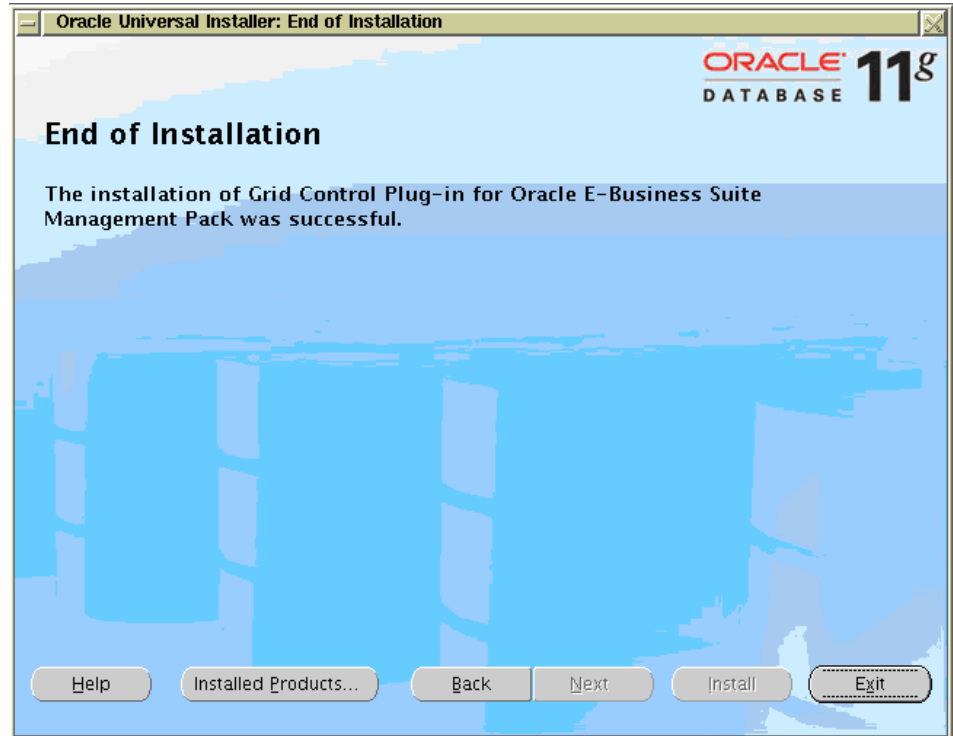 Oracle Universal Installer: End of Installation
ORACLE 11g
DATABASE
End of Installation
The installation of Grid Control Plug-in for Oracle E-Business Suite
Management Pack was successful.
Help Installed Products... Back Next Install Exit